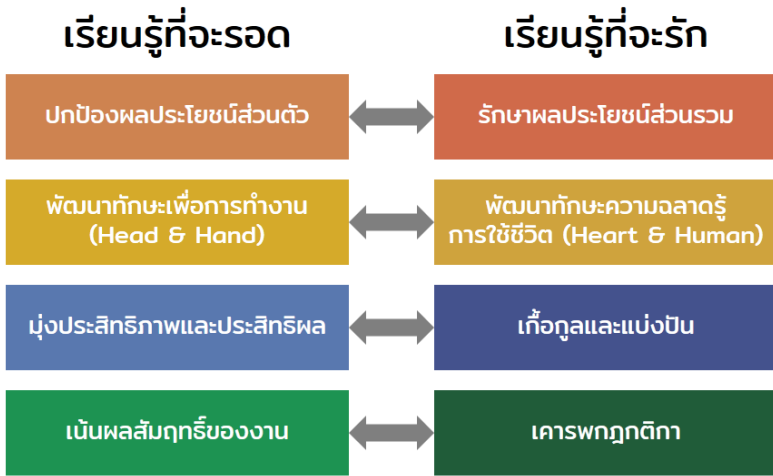 เรียนรู้ที่จะรอด
เรียนรู้ที่จะรัก
ปกป้องผลประโยชน์ส่วนตัว
รักษาผลประโยชน์ส่วนรวม
พัฒนาทักษะเพื่อการทำงาน
(Head & Hand)
พัฒนาทักษะความฉลาดรู้
การใช้ชีวิต (Heart & Human)
มุ่งประสิทธิภาพและประสิทธิผล
เกื้อกูลและแบ่งปัน
เน้นผลสัมฤทธิ์ของงาน
เคารพกฎกติกา